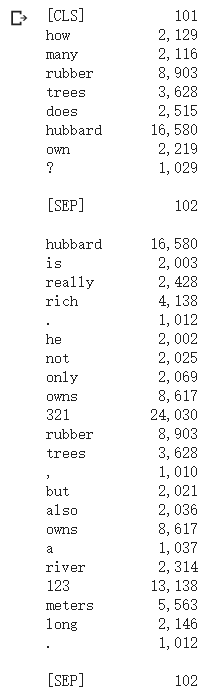 [CLS] 101
how 2,129
many 2,116
rubber 8,903
trees 3,628
does 2,515
hubbard 16,580
own 2,219
? 1,029
[SEP] 102
hubbard 16,580
is 2,003
really 2,428
rich 4,138
. 1,012
he 2,002
not 2,025
only 2,069
owns 8,617
321 24,030
rubber 8,903
trees 3,628
, 1,010
but 2,021
also 2,036
owns 8,617
a 1,037
river 2,314
123 13,138
meters 5,563
long 2,146
. 1,012
[SEP] 102